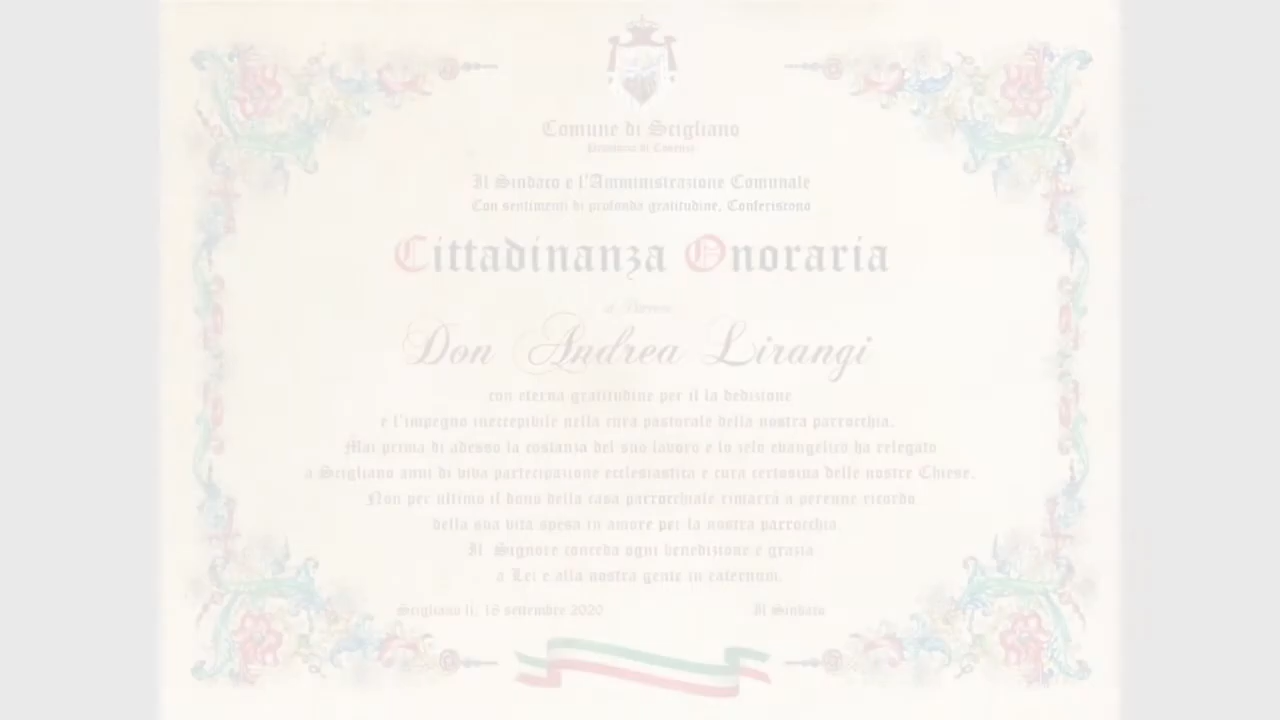 Comune di Scigliano
Provincia di Cosenza
Il Sindaco e l'Amministrazione Comunale
Con sentimenti di profonda gratitudine, Conferiscono
Cittadinanza Onoraria
Don Andrea Lirangi
con eterna gratitudine per il la dedizione
e l'impegno ineccepibile nella cura pastorale della nostra parrocchia.
Mai prima di adesso la costanza del suo lavoro e lo zelo evangelico ha relegato
a Scigliano anni di viva partecipazione ecclesiastica e cura certosina delle nostre Chiese.
Non per ultimo il dono della casa parrocchiale rimarrà a perenne ricordo
della sua vita spesa in amore per la nostra parrocchia
Il Signore conceda ogni benedizione e grazia
a Lei e alla nostra gente in eaternum.
Scigliano lì, 18 settembre 2020
Il Sindaco